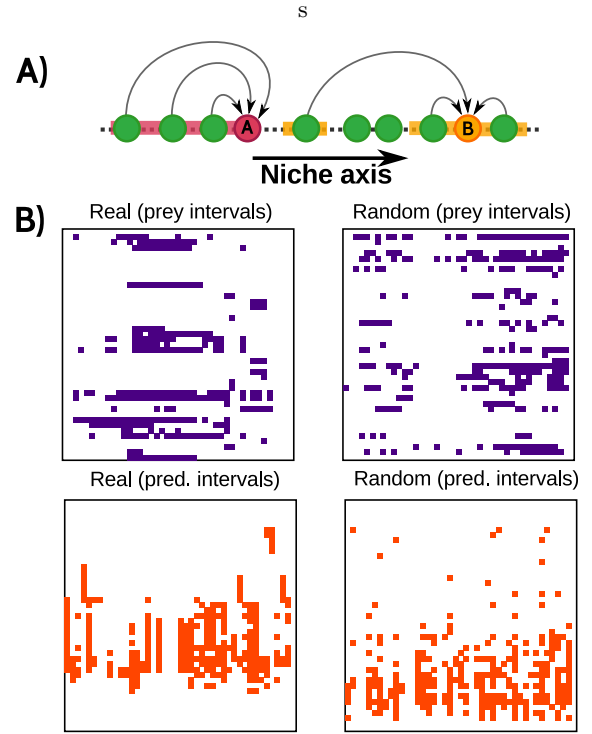 s
A)
A
B
Niche axis
B)
Real (prey intervals)
Random (prey intervals)
Real (pred. intervals)
Random (pred. intervals)